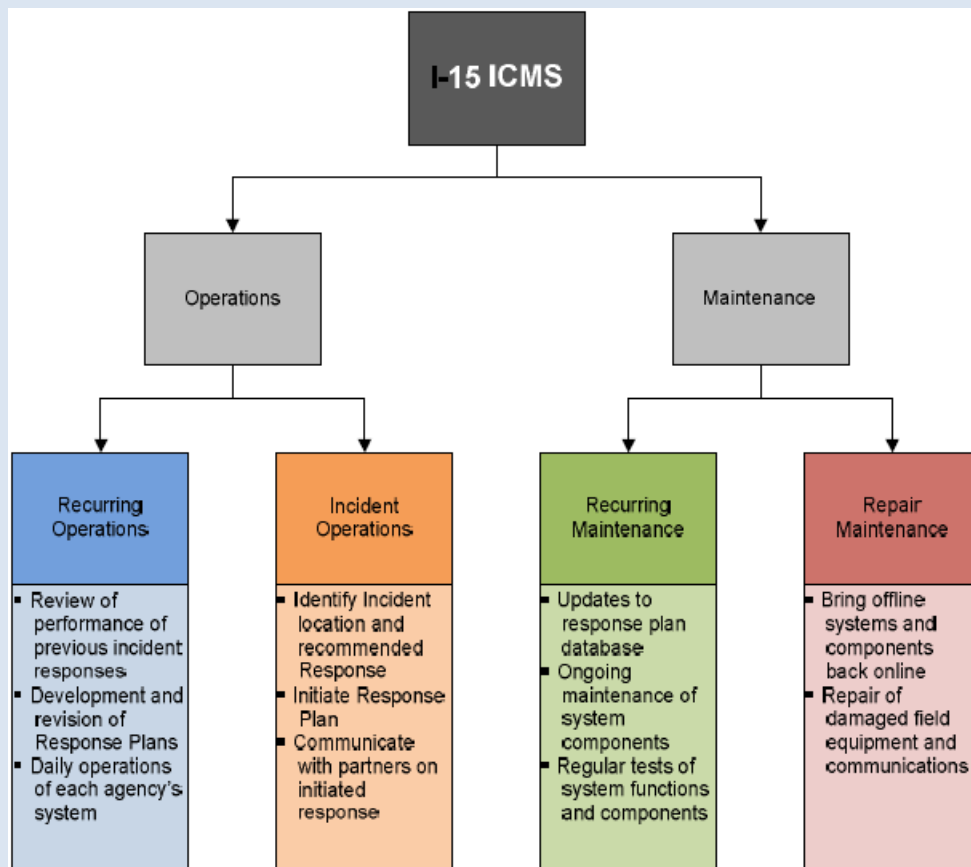 I-15 ICMS
Operations
Maintenance
Recurring
Operations
Incident
Operations
Recurring
Maintenance
Repair
Maintenance
▪ Review of
performance of
previous incident
responses
▪ Development and
revision of
Response Plans
▪ Daily operations
of each agency's
system
▪ Identify Incident
location and
recommended
Response
▪ Initiate Response
Plan
▪ Communicate
with partners on
initiated
response
▪ Updates to
response plan
database
▪ Ongoing
maintenance of
system
components
▪ Regular tests of
system functions
and components
▪ Bring offline
systems and
components
back online
▪ Repair of
damaged field
equipment and
communications